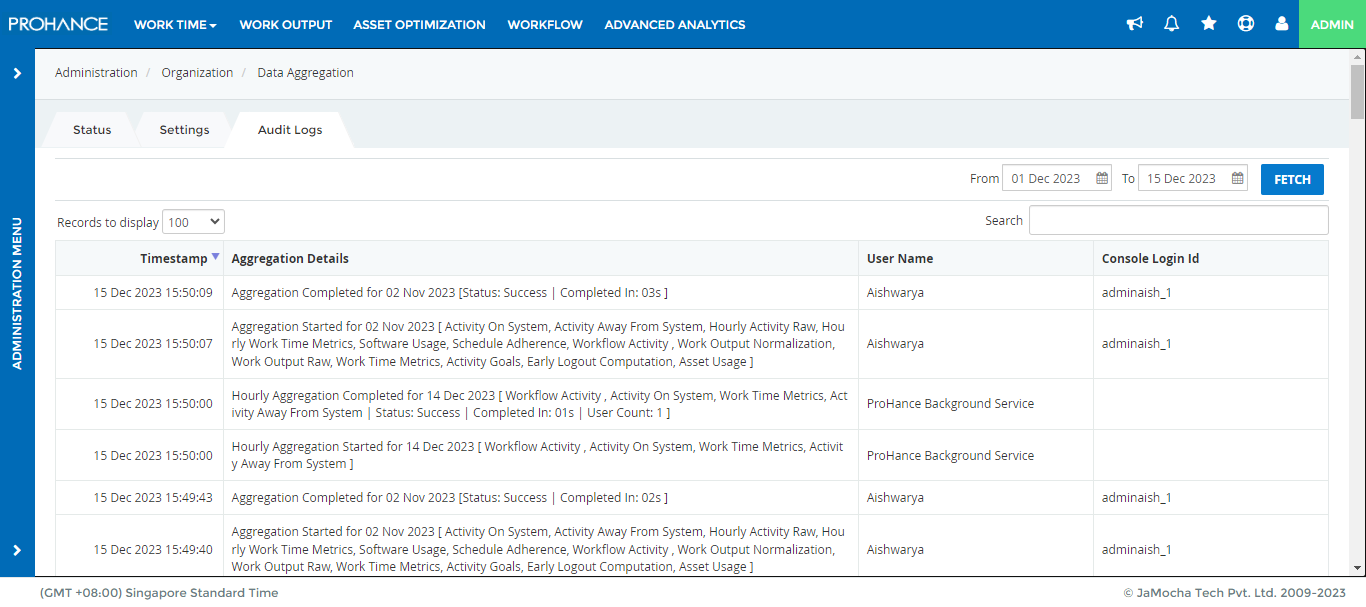 PROHANCE WORK TIME WORK OUTPUT ASSET OPTIMIZATION WORKFLOW ADVANCED ANALYTICS ADMIN
Administration / Organization / Data Aggregation
Status Settings Audit Logs
From 01 Dec 2023 To 15 Dec 2023 FETCH
Records to display 100 Search
ADMINISTRATION MENU
Timestamp Aggregation Details User Name Console Login Id
15 Dec 2023 15:50:09 Aggregation Completed for 02 Nov 2023 [Status: Success | Completed In: 03s ] Aishwarya adminaish_1
Aggregation Started for 02 Nov 2023 [ Activity On System, Activity Away From System, Hourly Activity Raw, Hou
15 Dec 2023 15:50:07 rly Work Time Metrics, Software Usage, Schedule Adherence, Workflow Activity , Work Output Normalization, Aishwarya adminaish_1
Work Output Raw, Work Time Metrics, Activity Goals, Early Logout Computation, Asset Usage ]
Hourly Aggregation Completed for 14 Dec 2023 [ Workflow Activity , Activity On System, Work Time Metrics, Act
15 Dec 2023 15:50:00 ivity Away From System | Status: Success | Completed In: 01s | User Count: 1 ] ProHance Background Service
Hourly Aggregation Started for 14 Dec 2023 [ Workflow Activity , Activity On System, Work Time Metrics, Activit
15 Dec 2023 15:50:00 y Away From System ] ProHance Background Service
15 Dec 2023 15:49:43 Aggregation Completed for 02 Nov 2023 [Status: Success | Completed In: 02s ] Aishwarya adminaish_1
Aggregation Started for 02 Nov 2023 [ Activity On System, Activity Away From System, Hourly Activity Raw, Hou
15 Dec 2023 15:49:40 rly Work Time Metrics, Software Usage, Schedule Adherence, Workflow Activity , Work Output Normalization, Aishwarya adminaish_1
Work Output Raw, Work Time Metrics, Activity Goals, Early Logout Computation, Asset Usage ]
(GMT +08:00) Singapore Standard Time © JaMocha Tech Pvt. Ltd. 2009-2023